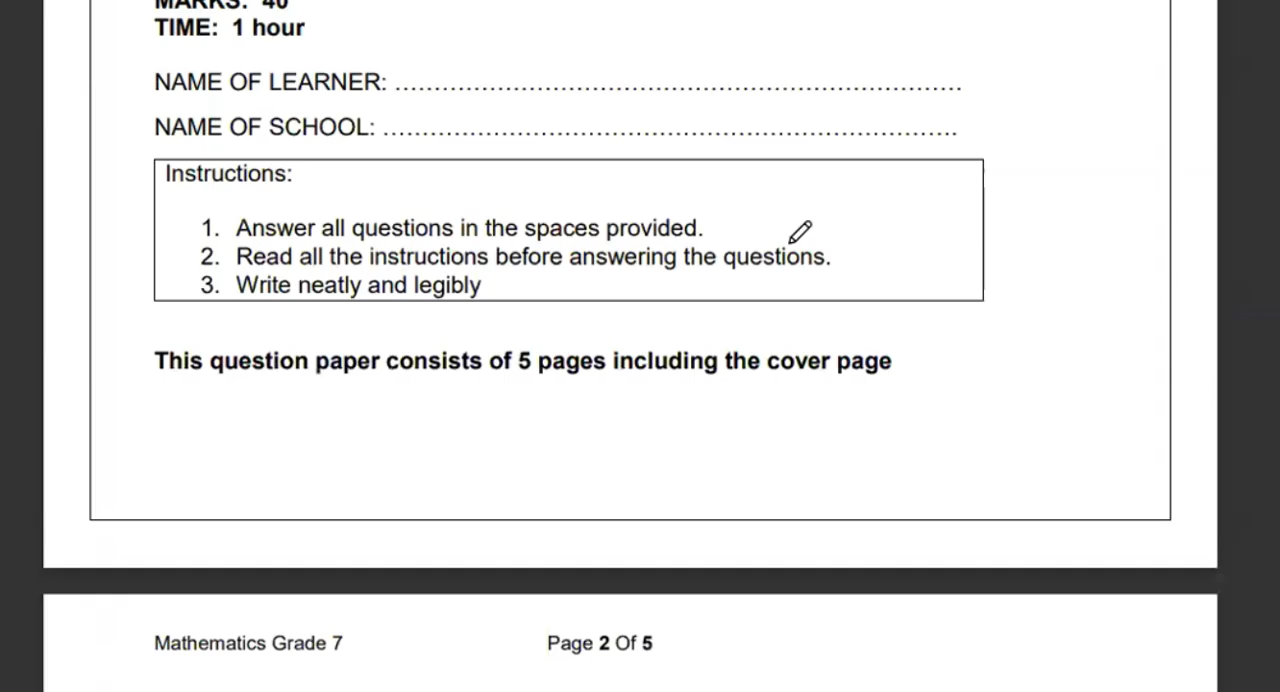 MARKS: 40
TIME: 1 hour
NAME OF LEARNER: ........................................................................
NAME OF SCHOOL: .........................................................................
Instructions:
1. Answer all questions in the spaces provided.
2. Read all the instructions before answering the questions.
3. Write neatly and legibly
This question paper consists of 5 pages including the cover page
Mathematics Grade 7 Page 2 Of 5